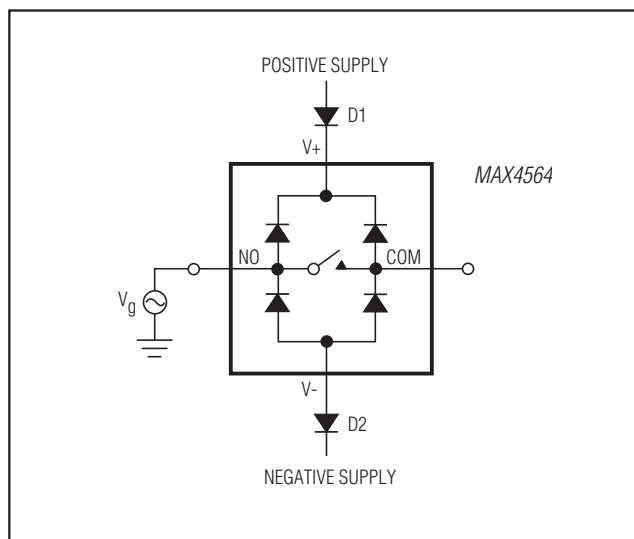 POSITIVE SUPPLY
D1
V+
MAX4564
NO
COM
Vg
V-
D2
NEGATIVE SUPPLY